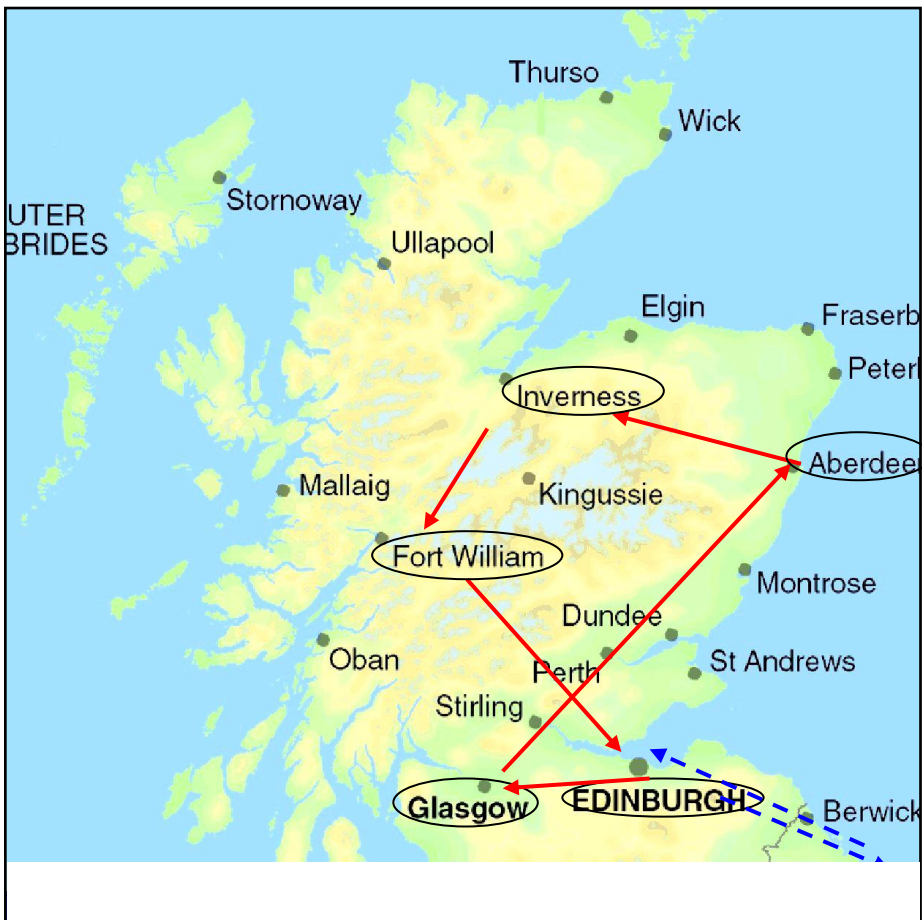 Thurso
Wick
Stornoway
UTER
BRIDES
Ullapool
Elgin
Fraserb
Peterl
Inverness
Aberdeer
Mallaig
Kingussie
Fort William
Montrose
Dundee
Oban
Perth
St Andrews
Stirling
Glasgow
EDINBURGH
Berwick